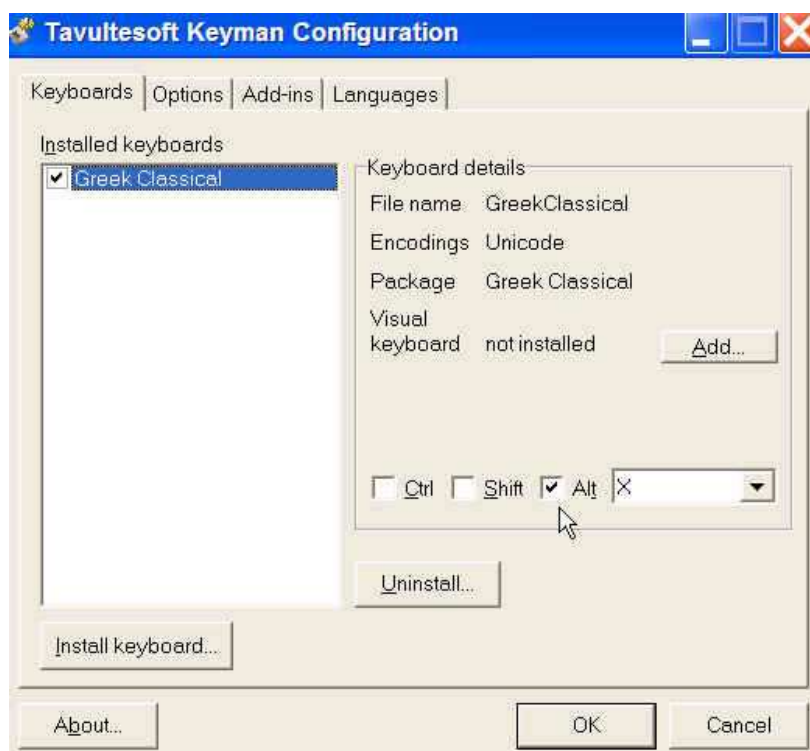 Tavultesoft Keyman Configuration
Keyboards Options Add-ins Languages
Installed keyboards
Greek Classical
Keyboard details
File name GreekClassical
Encodings Unicode
Package Greek Classical
Visual
keyboard not installed Add...
Ctrl Shift Alt X
Uninstall...
Install keyboard...
About... OK Cancel